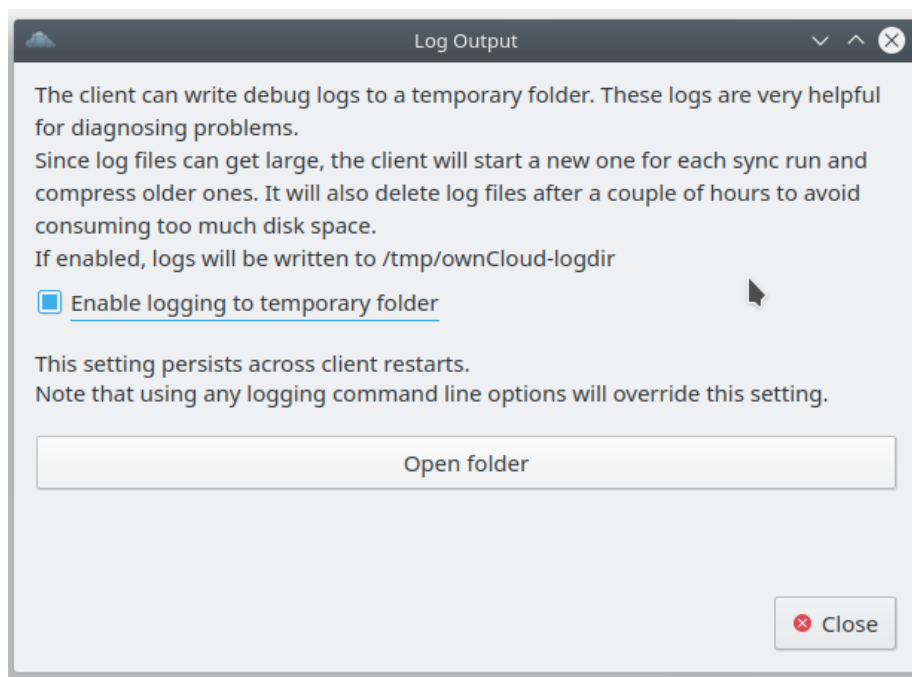 Log Output
The client can write debug logs to a temporary folder. These logs are very helpful
for diagnosing problems.
Since log files can get large, the client will start a new one for each sync run and
compress older ones. It will also delete log files after a couple of hours to avoid
consuming too much disk space.
If enabled, logs will be written to /tmp/ownCloud-logdir
Enable logging to temporary folder
This setting persists across client restarts.
Note that using any logging command line options will override this setting.
Open folder
Close